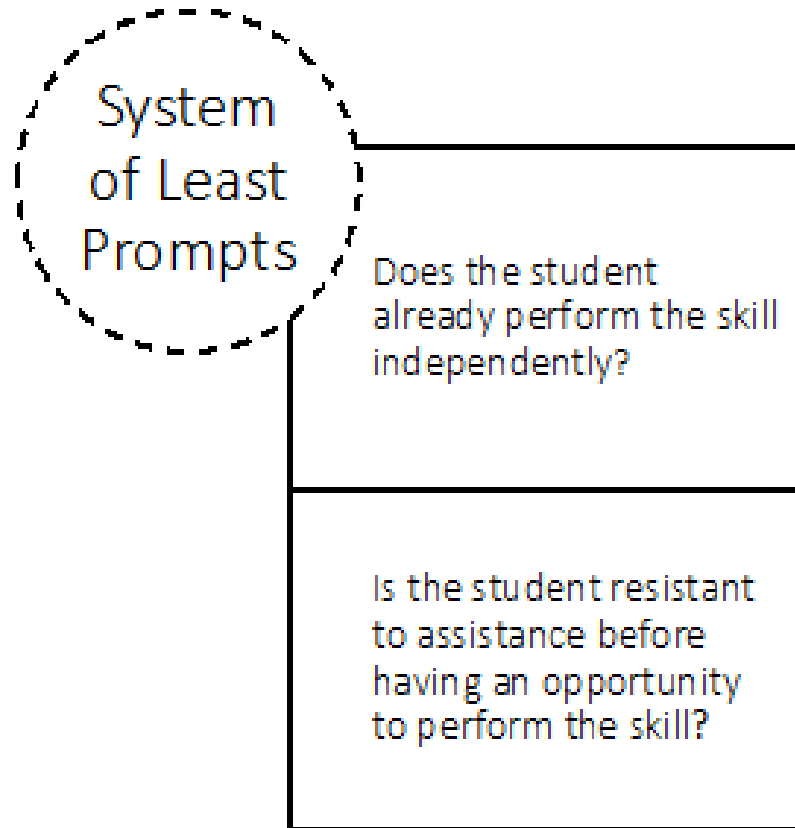 System
of Least
Prompts
Does the student
already perform the skill
independently?
Is the student resistant
to assistance before
having an opportunity
to perform the skill?